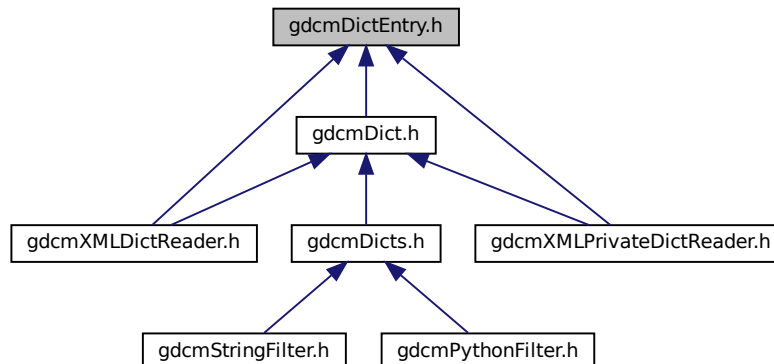 gdcmDictEntry.h
gdcmDict.h
gdcmXMLDictReader.h
gdcmDicts.h
gdcmXMLPrivateDictReader.h
gdcmStringFilter.h
gdcmPythonFilter.h